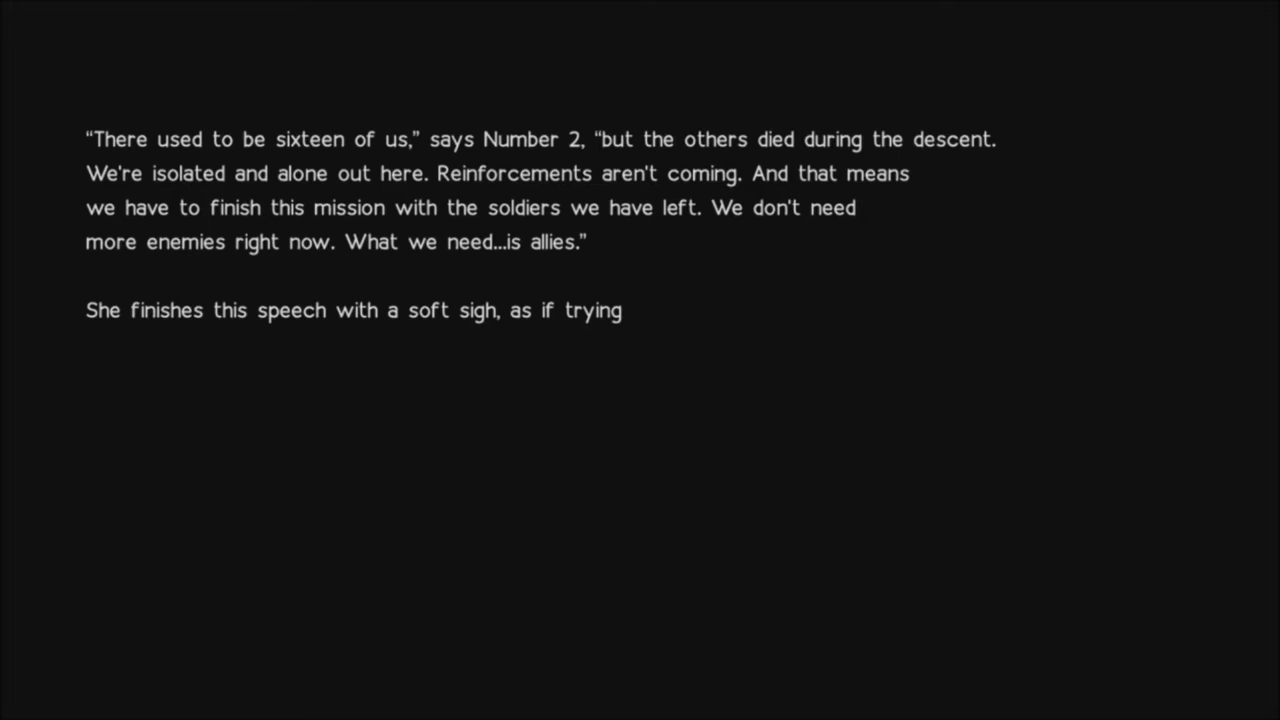 “There used to be sixteen of us,” says Number 2, “but the others died during the descent.
We're isolated and alone out here. Reinforcements aren't coming. And that means
we have to finish this mission with the soldiers we have left. We don't need
more enemies right now. What we need...is allies.”
She finishes this speech with a soft sigh, as if trying